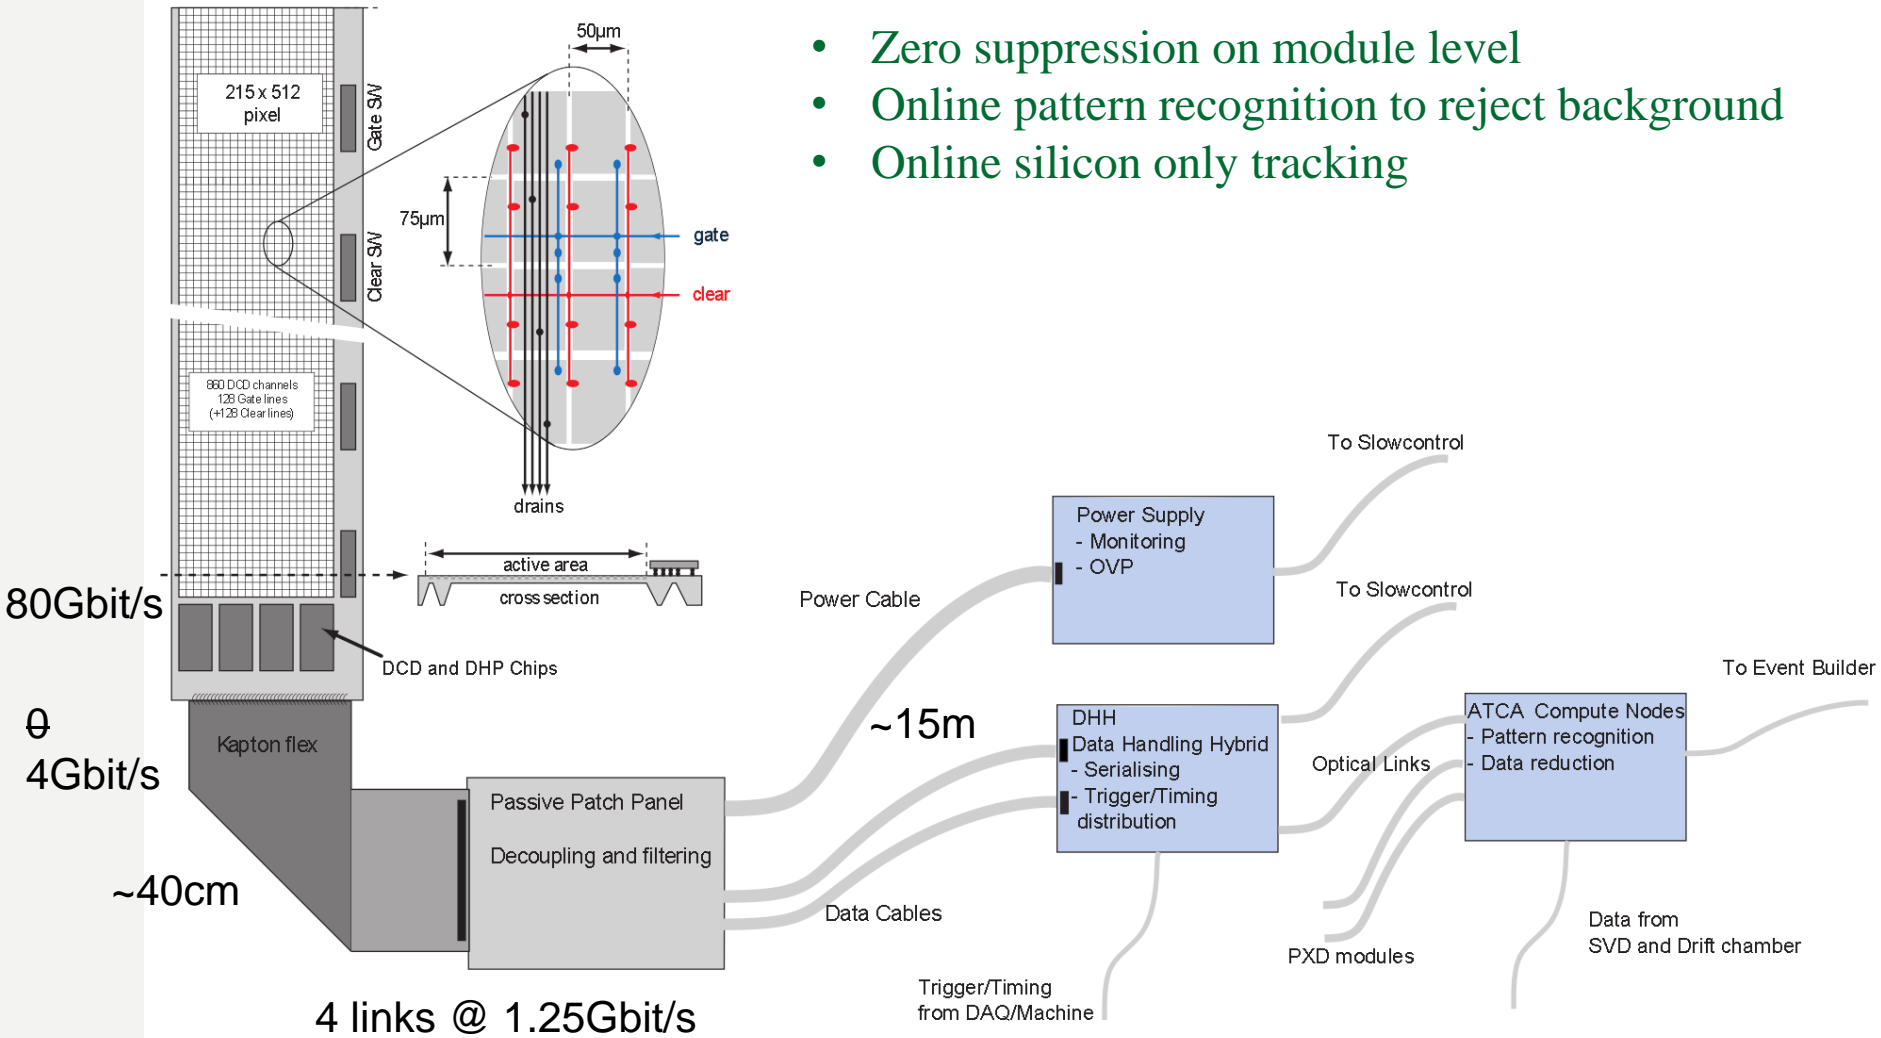 • Zero suppression on module level
• Online pattern recognition to reject background
• Online silicon only tracking
215 x 512
pixel
Gate SW
Clear SW
860 DCD channels
128 Gate lines
(+128 Clear lines)
50µm
75µm
gate
clear
drains
active area
cross section
80Gbit/s
DCD and DHP Chips
0
4Gbit/s
Kapton flex
~40cm
Passive Patch Panel
Decoupling and filtering
4 links @ 1.25Gbit/s
Power Cable
~15m
Data Cables
Power Supply
- Monitoring
- OVP
To Slowcontrol
To Slowcontrol
DHH
Data Handling Hybrid
- Serialising
- Trigger/Timing
distribution
Trigger/Timing
from DAQ/Machine
Optical Links
PXD modules
ATCA Compute Nodes
- Pattern recognition
- Data reduction
To Event Builder
Data from
SVD and Drift chamber